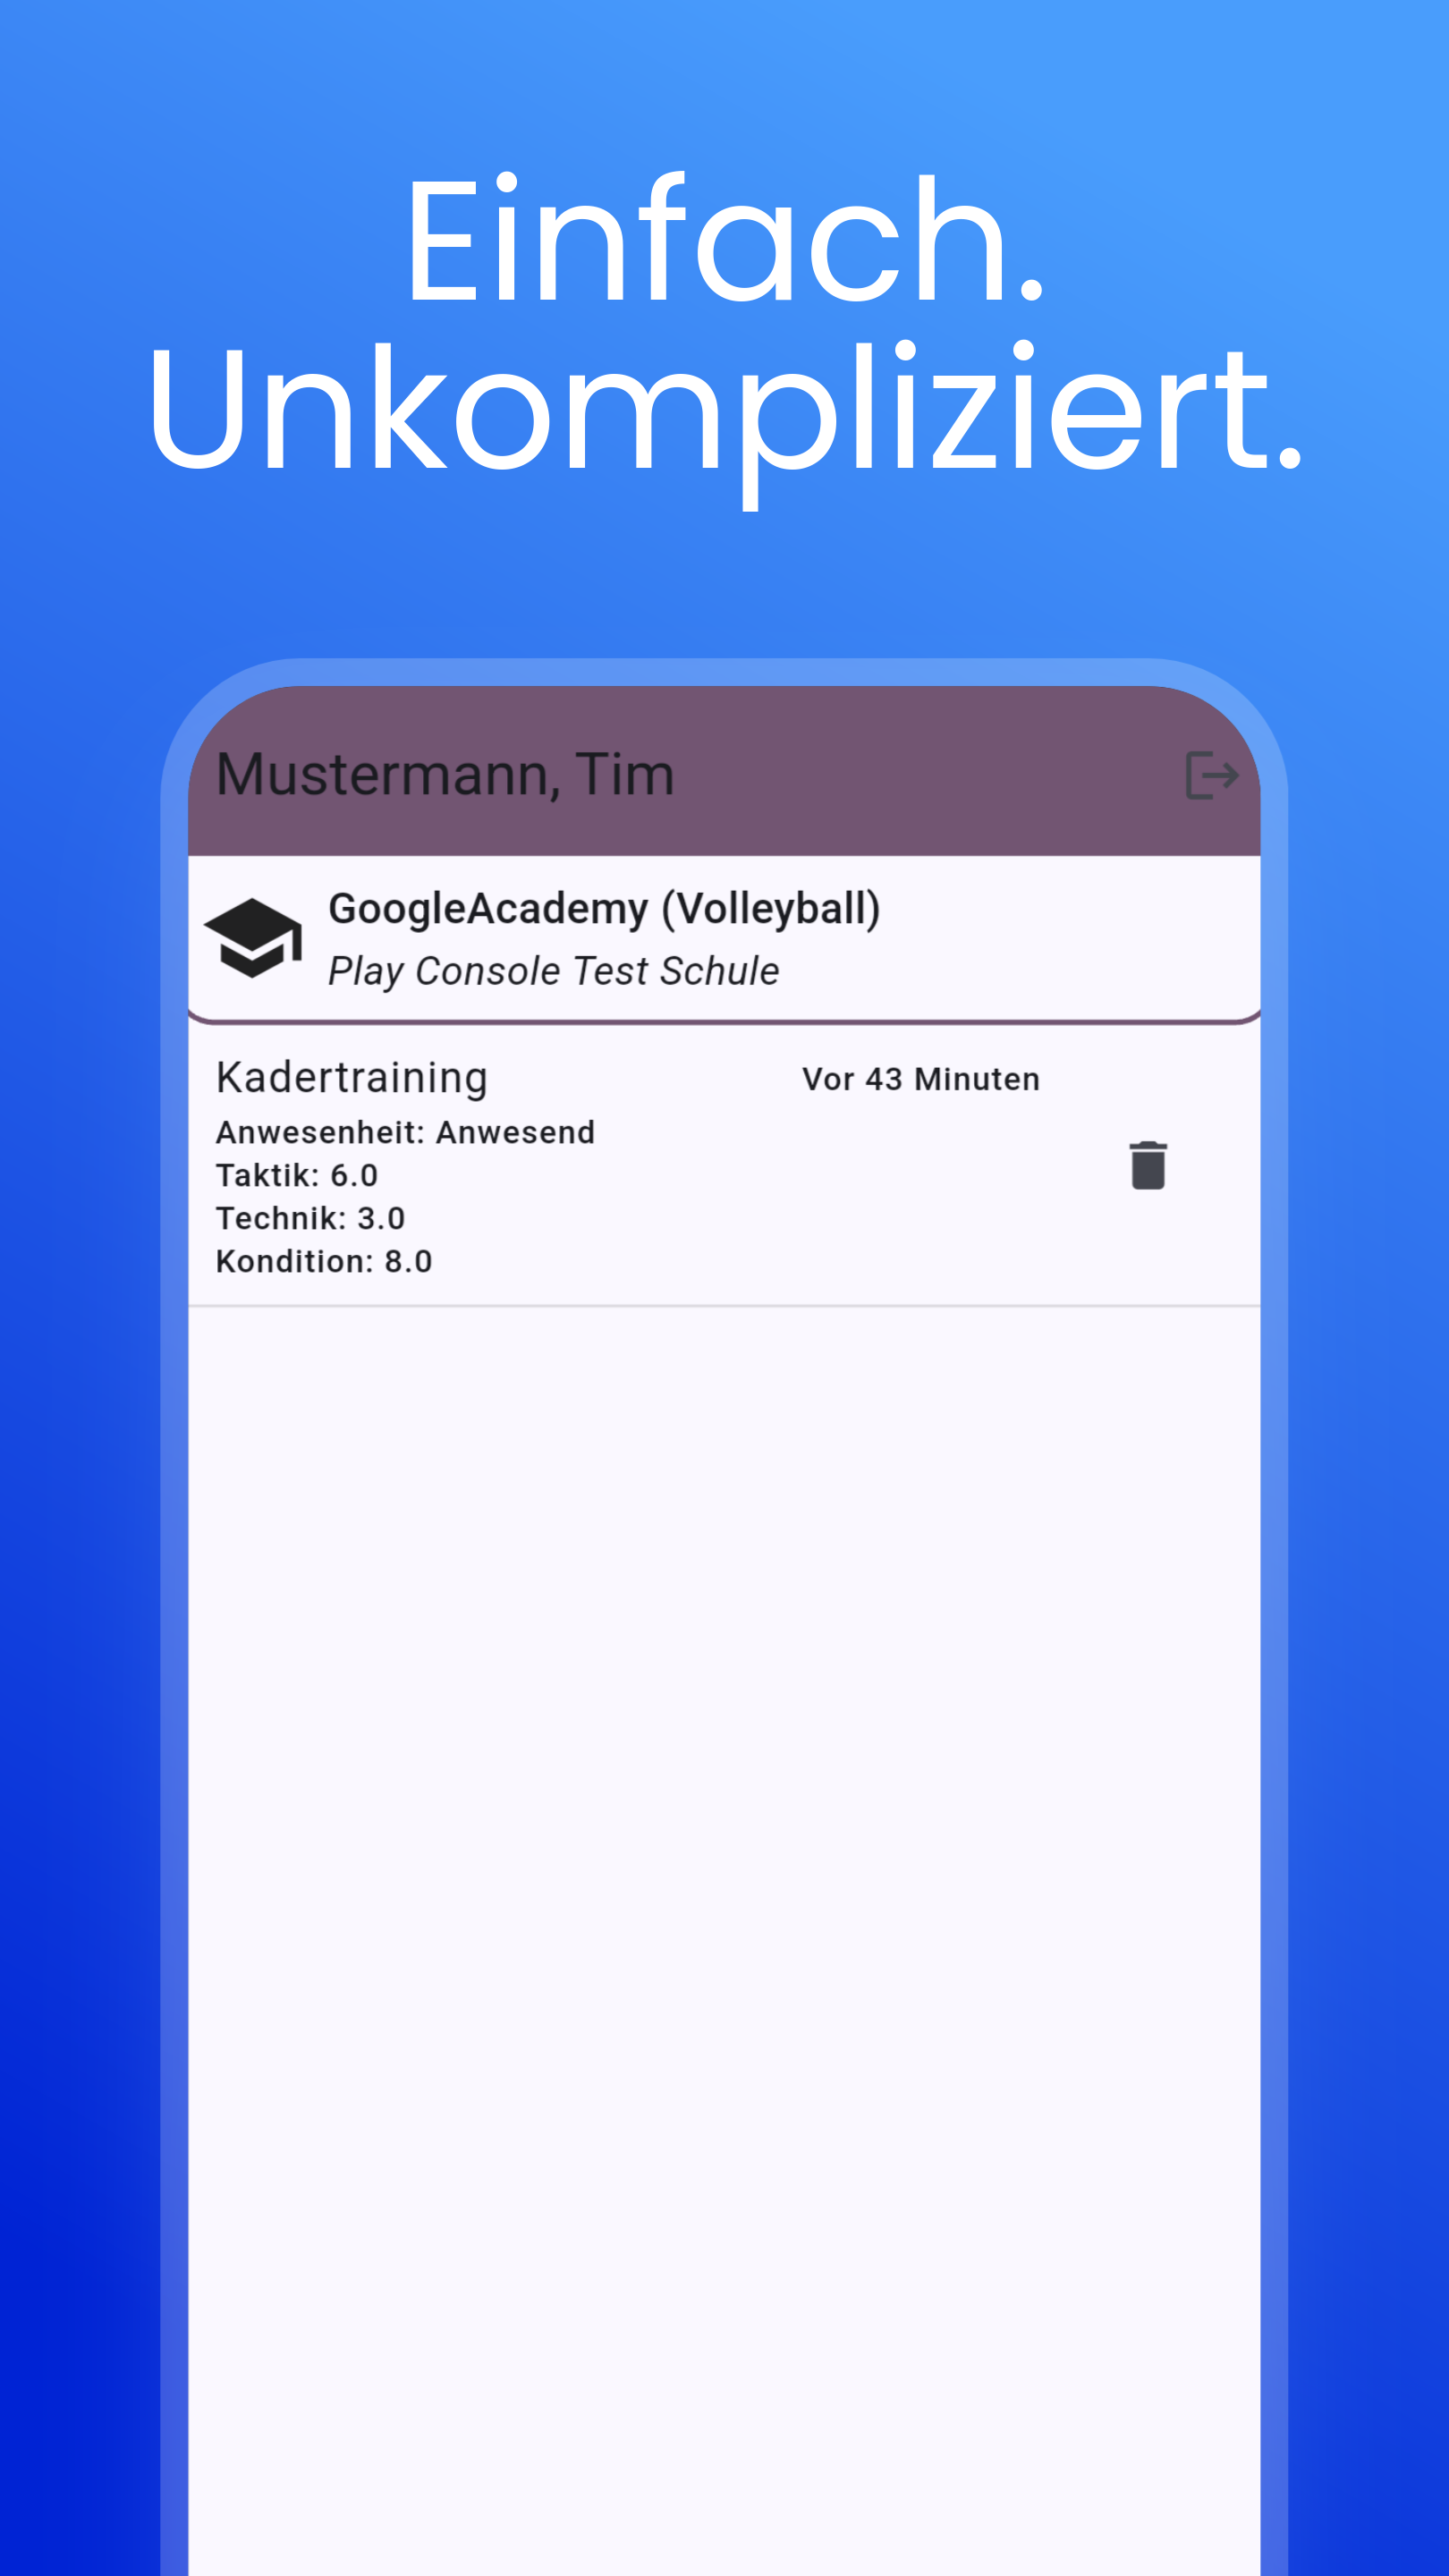 Einfach.
Unkompliziert.
Mustermann, Tim
GoogleAcademy (Volleyball)
Play Console Test Schule
Kadertraining
Vor 43 Minuten
Anwesenheit: Anwesend
Taktik: 6.0
Technik: 3.0
Kondition: 8.0